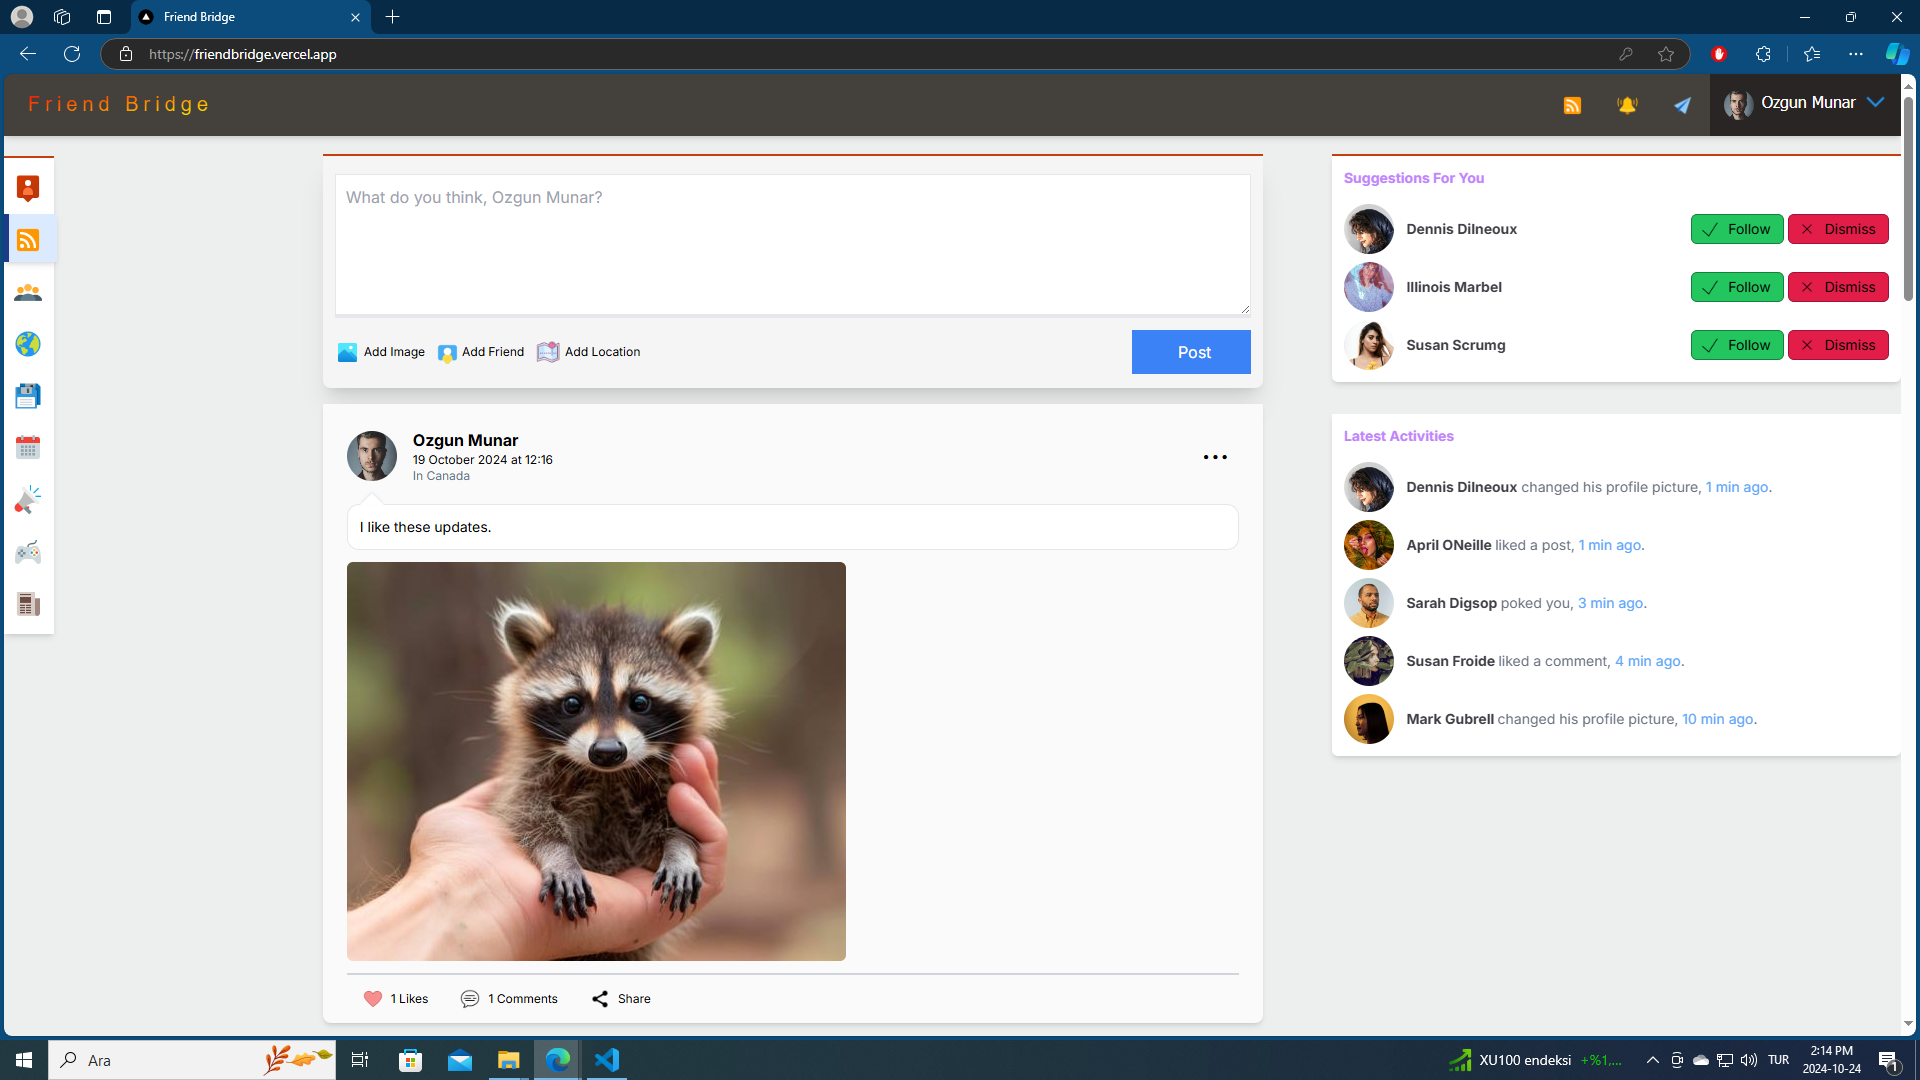 Friend Bridge
https://friendbridge.vercel.app
Friend Bridge
Ozgun Munar
What do you think, Ozgun Munar?
Add Image
Add Friend
Add Location
Post
Ozgun Munar
19 October 2024 at 12:16
In Canada
I like these updates.
1 Likes
1 Comments
Share
Suggestions For You
Dennis Dilneoux
Follow
Dismiss
Illinois Marbel
Follow
Dismiss
Susan Scrumg
Follow
Dismiss
Latest Activities
Dennis Dilneoux changed his profile picture, 1 min ago.
April ONeille liked a post, 1 min ago.
Sarah Digsop poked you, 3 min ago.
Susan Froide liked a comment, 4 min ago.
Mark Gubrell changed his profile picture, 10 min ago.
Ara
XU100 endeksi +%1,...
TUR
2:14 PM
2024-10-24
1